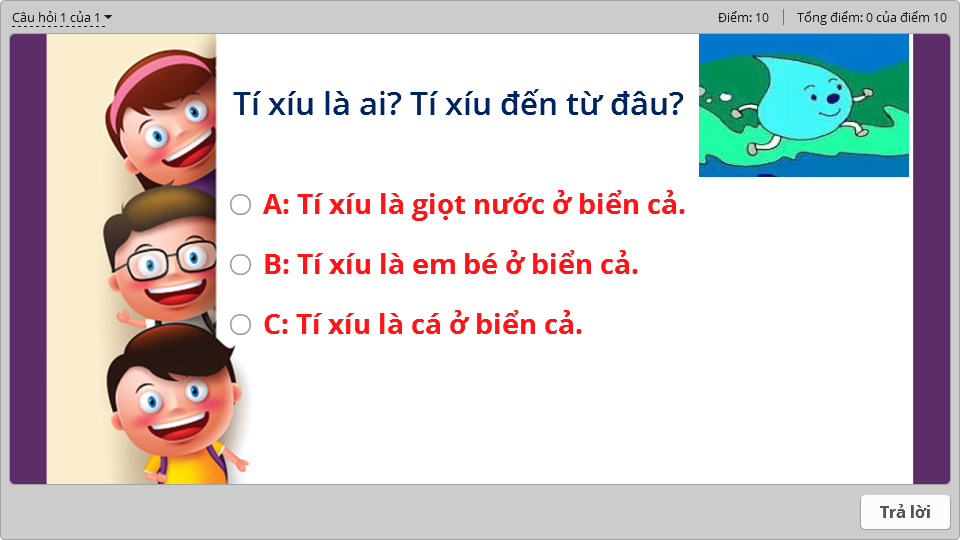 Câu hỏi 1 của 1
Điểm: 10
Tổng điểm: 0 của điểm 10
Tí xíu là ai? Tí xíu đến từ đâu?
A: Tí xíu là giọt nước ở biển cả.
B: Tí xíu là em bé ở biển cả.
C: Tí xíu là cá ở biển cả.
Trả lời